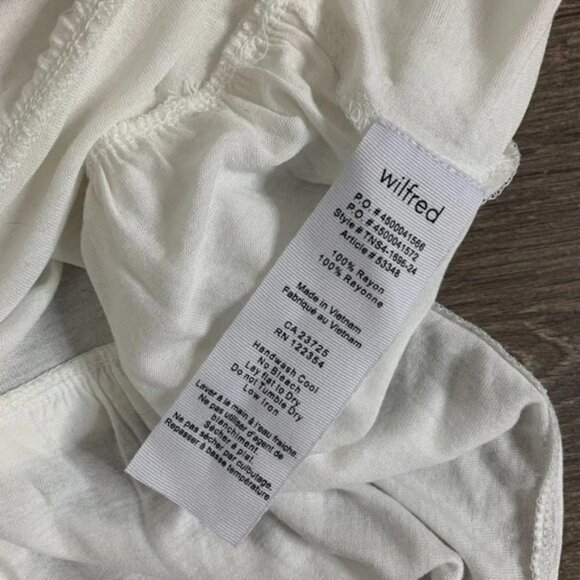 wilfred
P.O. #4500041566
P.O. #4500041572
Style # TNS4-1696-24
Article # 53348
100% Rayon
100% Rayonne
Made in Vietnam
Fabriqué au Vietnam
CA 23725
RN 122354
Handwash Cool
No Bleach
Lay flat to Dry
Do not Tumble Dry
Low Iron
Laver à la main à l'eau fraîche.
Ne pas utiliser d'agent de
blanchiment.
Sécher à plat.
Ne pas sécher par culbutage.
Repasser à basse température